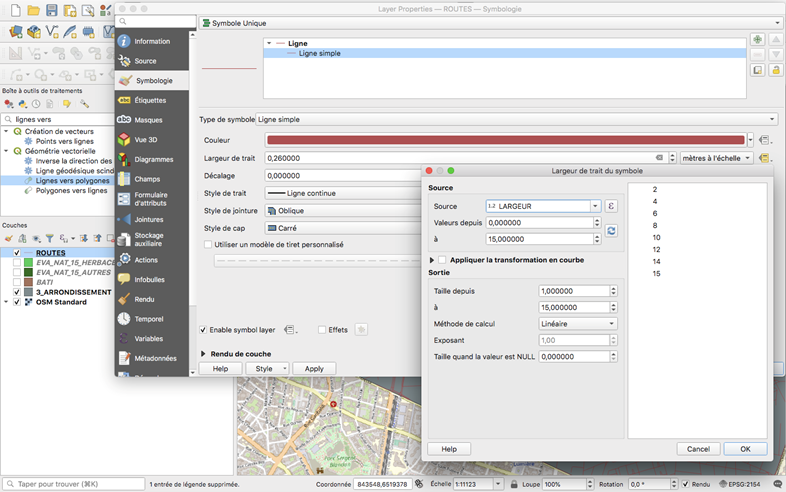 Layer Properties — ROUTES — Symbologie
Symbole Unique
Information
Source
Symbologie
Étiquettes
Masques
Vue 3D
Diagrammes
Champs
Formulaire
d'attributs
Jointures
Stockage
auxiliaire
Actions
Infobulles
Rendu
Temporel
Variables
Métadonnées
Ligne
Ligne simple
Type de symbole
Ligne simple
Couleur
Largeur de trait
0,260000
mètres à l'échelle
Décalage
0,000000
Style de trait
Ligne continue
Style de jointure
Oblique
Style de cap
Carré
Utiliser un modèle de tiret personnalisé
Enable symbol layer
Effets
Rendu de couche
Help
Style
Apply
Boîte à outils de traitements
lignes vers
Création de vecteurs
Points vers lignes
Géométrie vectorielle
Inverse la direction des
Ligne géodésique scind
Lignes vers polygones
Polygones vers lignes
Couches
ROUTES
EVA_NAT_15_HERBACE
EVA_NAT_15_AUTRES
BATI
3_ARRONDISSEMENT
OSM Standard
Largeur de trait du symbole
Source
Source
1.2 LARGEUR
ε
Valeurs depuis
0,000000
à
15,000000
Appliquer la transformation en courbe
Sortie
Taille depuis
1,000000
à
15,000000
Méthode de calcul
Linéaire
Exposant
1,00
Taille quand la valeur est NULL
0,000000
2
4
6
8
10
12
14
15
Help
Cancel
OK
Taper pour trouver (⌘K)
1 entrée de légende supprimée.
Coordonnée
843548,6519378
Échelle
1:11123
Loupe
100%
Rotation
0,0 °
Rendu
EPSG:2154